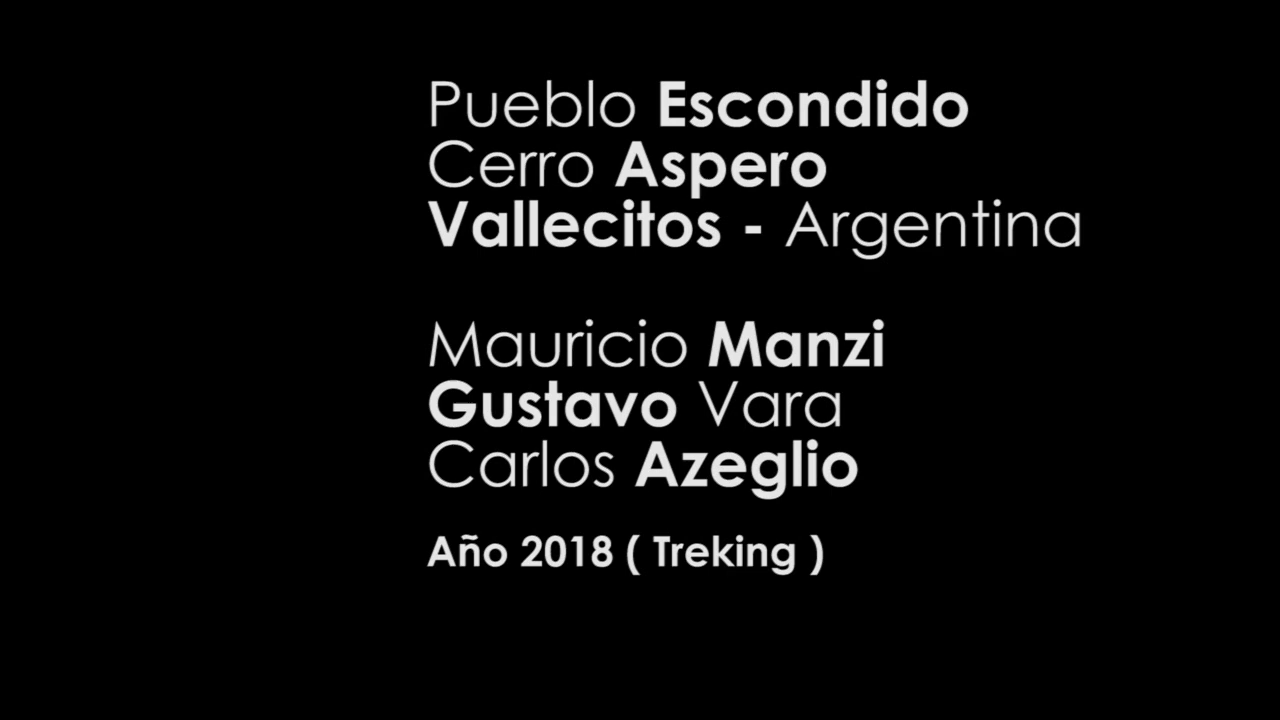 Pueblo Escondido
Cerro Aspero
Vallecitos - Argentina
Mauricio Manzi
Gustavo Vara
Carlos Azeglio
Año 2018 ( Treking )